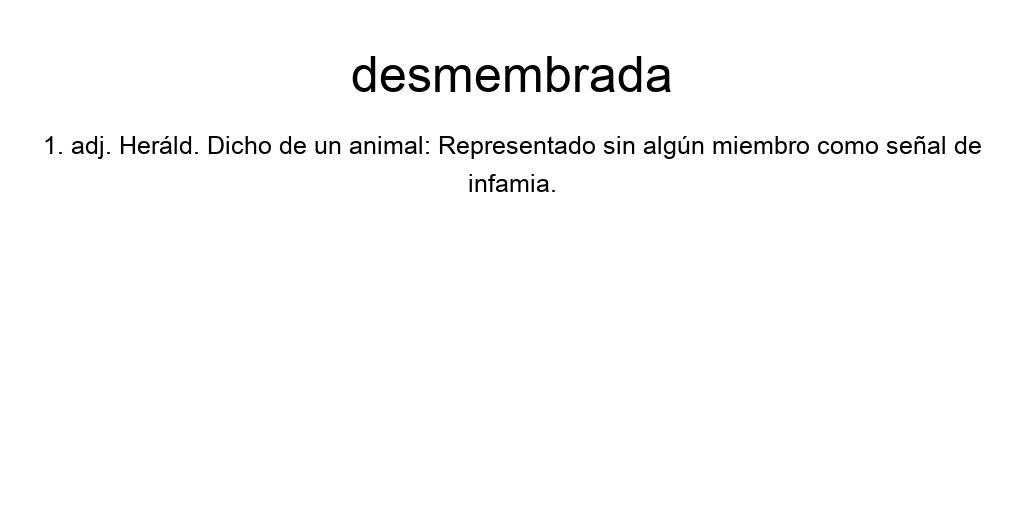 desmembrada
1. adj. Heráld. Dicho de un animal: Representado sin algún miembro como señal de
infamia.